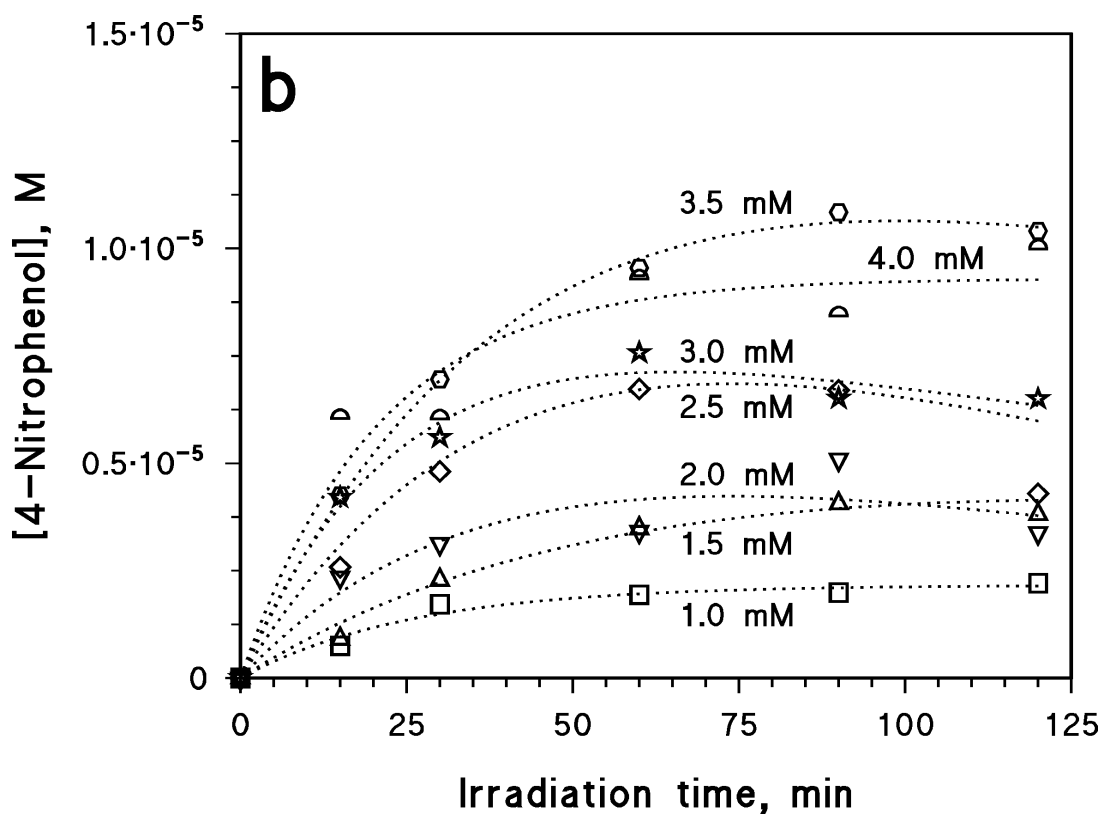 b
[4−Nitrophenol], M
1.5·10⁻⁵
1.0·10⁻⁵
0.5·10⁻⁵
0
3.5 mM
4.0 mM
3.0 mM
2.5 mM
2.0 mM
1.5 mM
1.0 mM
0 25 50 75 100 125
Irradiation time, min